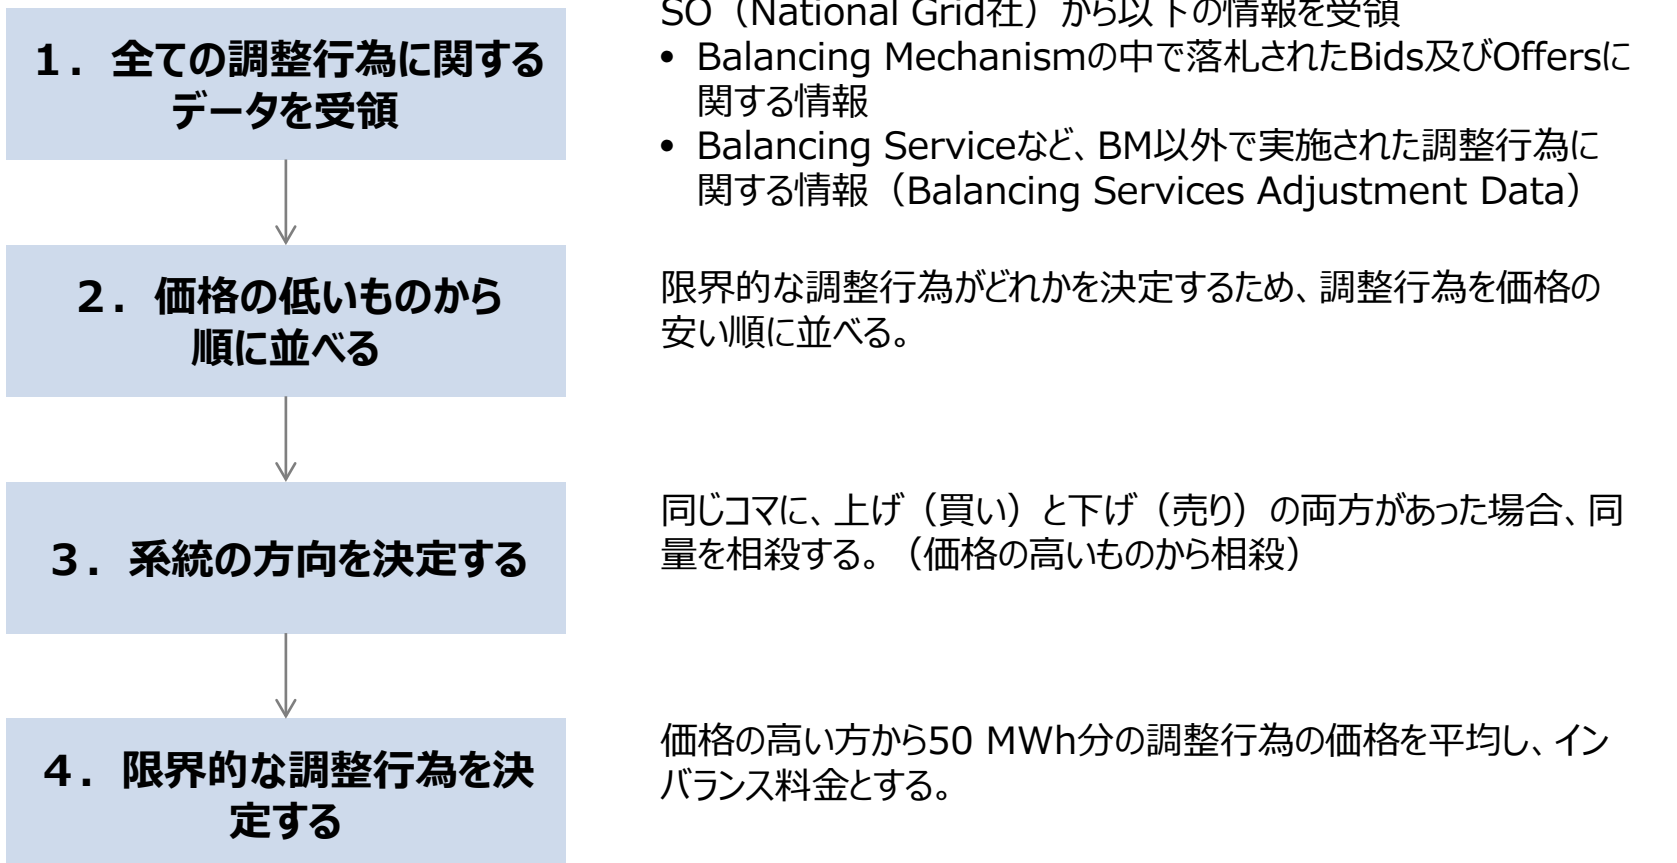 1. 全ての調整行為に関する
データを受領
SO（National Grid社）から以下の情報を受領
• Balancing Mechanismの中で落札されたBids及びOffersに
関する情報
• Balancing Serviceなど、BM以外で実施された調整行為に
関する情報（Balancing Services Adjustment Data）
2. 価格の低いものから
順に並べる
限界的な調整行為がどれかを決定するため、調整行為を価格の
安い順に並べる。
3. 系統の方向を決定する
同じコマに、上げ（買い）と下げ（売り）の両方があった場合、同
量を相殺する。（価格の高いものから相殺）
4. 限界的な調整行為を決
定する
価格の高い方から50 MWh分の調整行為の価格を平均し、イン
バランス料金とする。